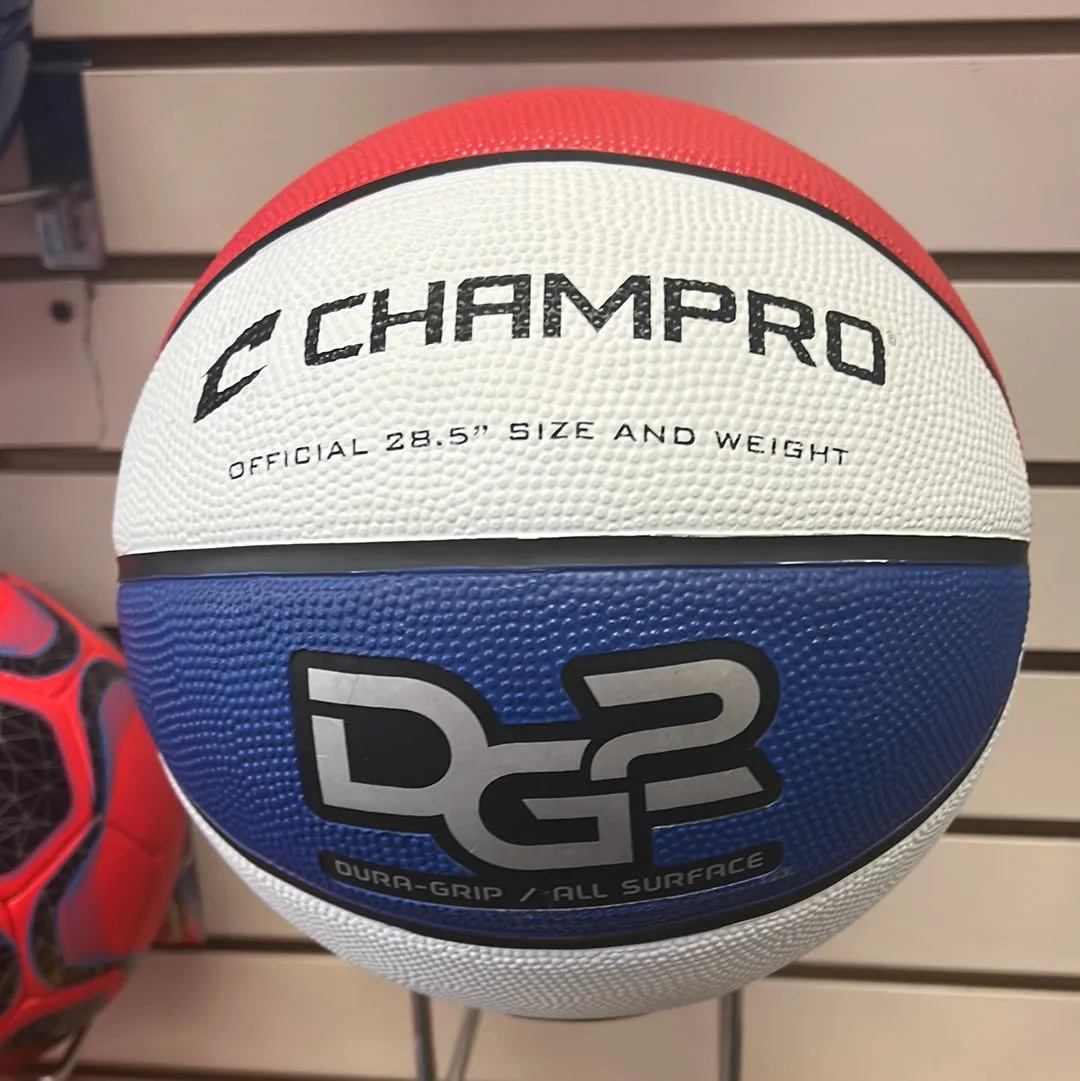 CHAMPRO
OFFICIAL 28.5” SIZE AND WEIGHT
DG2
DURA-GRIP / ALL SURFACE